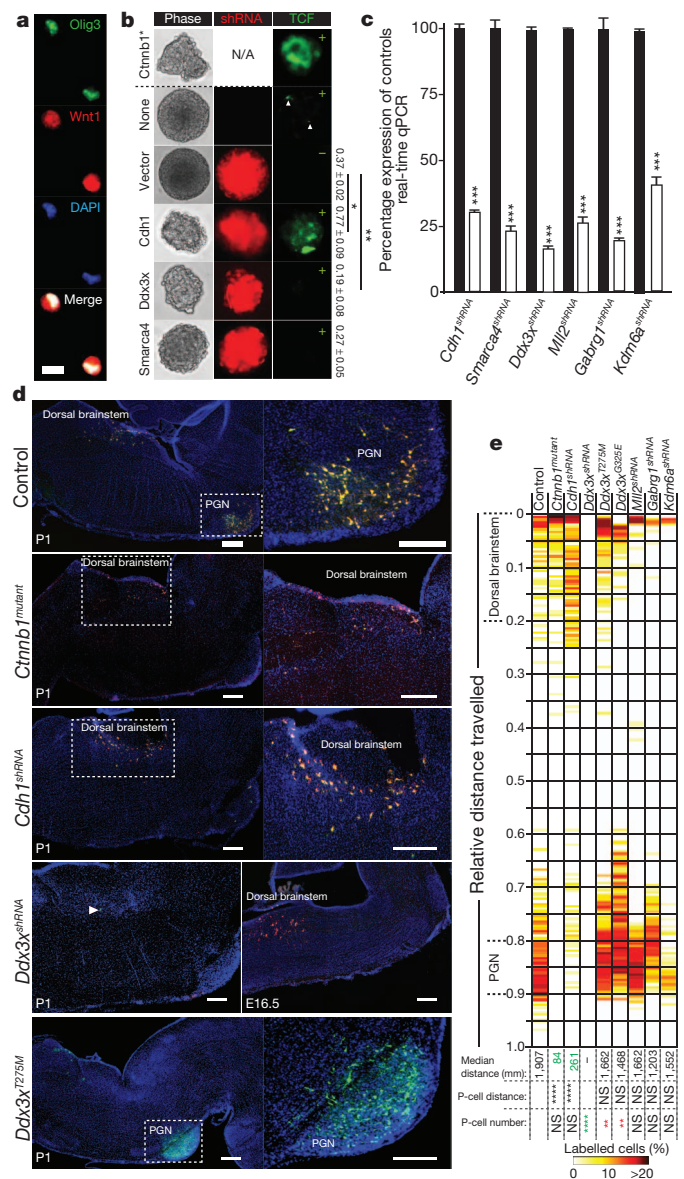 a
Olig3
Wnt1
DAPI
Merge
b
Phase
shRNA
TCF
Ctnnb1*
N/A
+
None
+
Vector
–
0.37 ± 0.02
Cdh1
+
0.77 ± 0.09
Ddx3x
+
0.19 ± 0.08
Smarca4
+
0.27 ± 0.05
*
**
c
Percentage expression of controls
real-time qPCR
100
75
50
25
0
***
***
***
***
***
***
Cdh1shRNA
Smarca4shRNA
Ddx3xshRNA
Mll2shRNA
Gabrg1shRNA
Kdm6ashRNA
d
Control
Dorsal brainstem
PGN
P1
PGN
Ctnnb1mutant
Dorsal brainstem
P1
Dorsal brainstem
Cdh1shRNA
Dorsal brainstem
P1
Dorsal brainstem
Ddx3xshRNA
P1
Dorsal brainstem
E16.5
Ddx3xT275M
PGN
P1
PGN
e
Control
Ctnnb1mutant
Cdh1shRNA
Ddx3xshRNA
Ddx3xT275M
Ddx3xG325E
Mll2shRNA
Gabrg1shRNA
Kdm6ashRNA
Relative distance travelled
Dorsal brainstem
PGN
0
0.1
0.2
0.3
0.4
0.5
0.6
0.7
0.8
0.9
1.0
Median distance (mm):
1,907
84
261
–
1,662
1,468
1,662
1,203
1,552
P-cell distance:
****
****
NS
NS
NS
NS
NS
P-cell number:
NS
NS
****
**
**
NS
NS
NS
Labelled cells (%)
0
10
>20